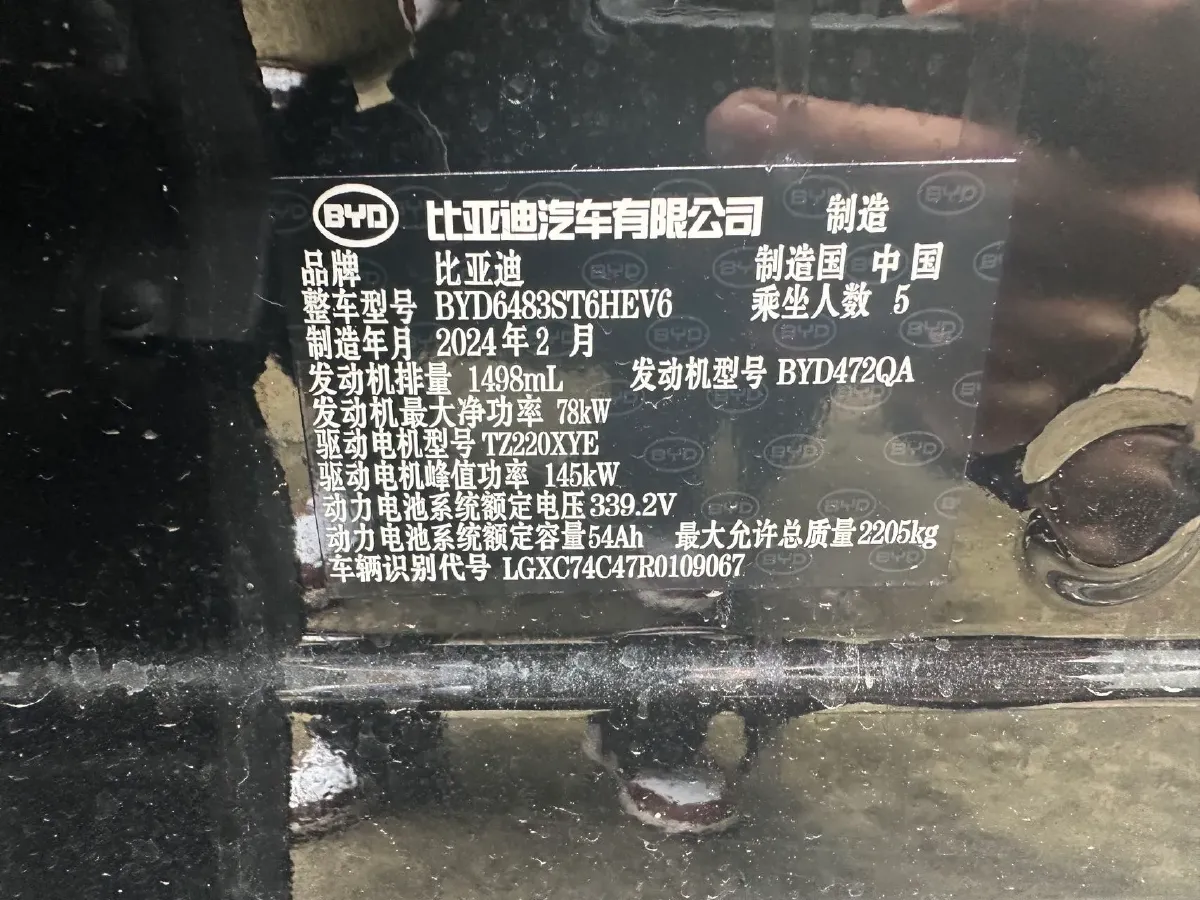 BYD 比亚迪汽车有限公司 制造
品牌 比亚迪 制造国 中国
整车型号 BYD6483ST6HEV6 乘坐人数 5
制造年月 2024年2月
发动机排量 1498mL 发动机型号 BYD472QA
发动机最大净功率 78kW
驱动电机型号 TZ220XYE
驱动电机峰值功率 145kW
动力电池系统额定电压 339.2V
动力电池系统额定容量 54Ah 最大允许总质量 2205kg
车辆识别代号 LGXC74C47R0109067